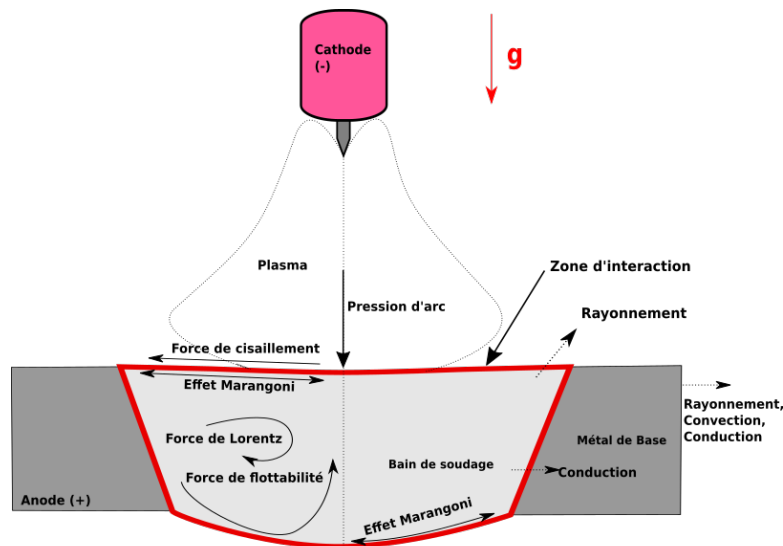 Cathode
(-)
g
Plasma
Zone d'interaction
Pression d'arc
Rayonnement
Force de cisaillement
Effet Marangoni
Rayonnement,
Convection,
Conduction
Force de Lorentz
Métal de Base
Bain de soudage
Conduction
Force de flottabilité
Anode (+)
Effet Marangoni